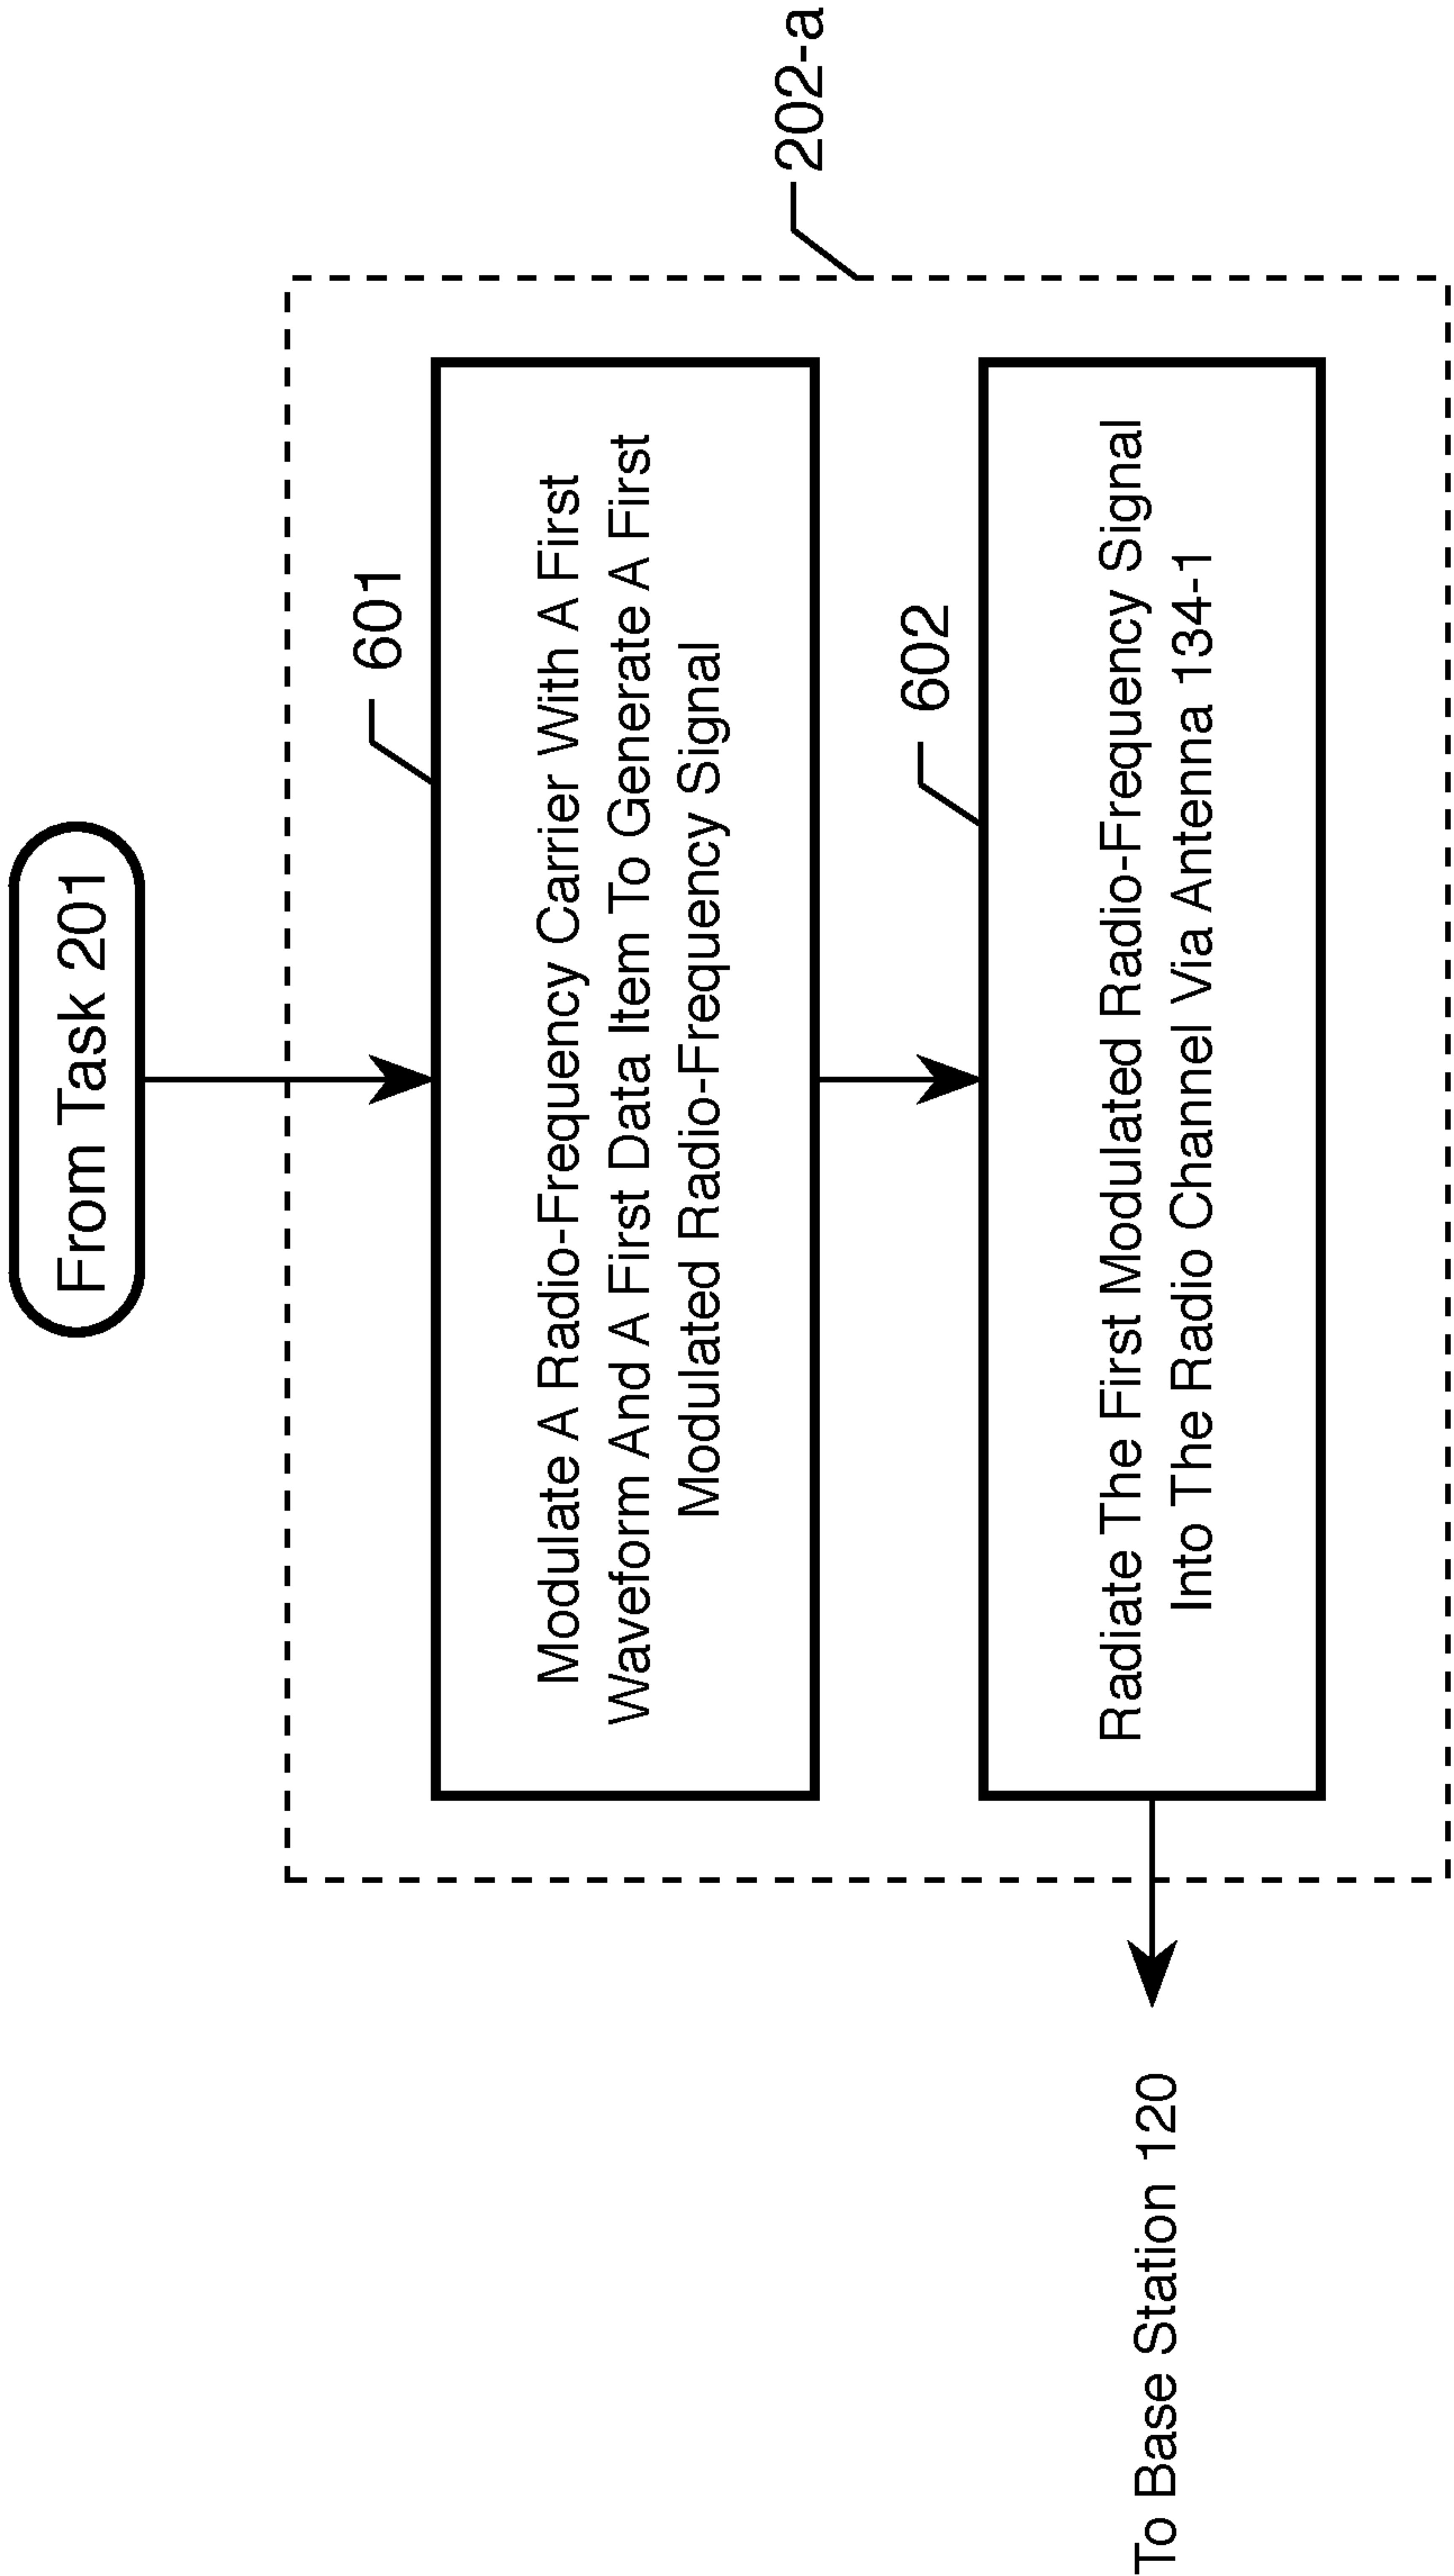 From Task 201
202-a
601
Modulate A Radio-Frequency Carrier With A First
Waveform And A First Data Item To Generate A First
Modulated Radio-Frequency Signal
602
Radiate The First Modulated Radio-Frequency Signal
Into The Radio Channel Via Antenna 134-1
To Base Station 120